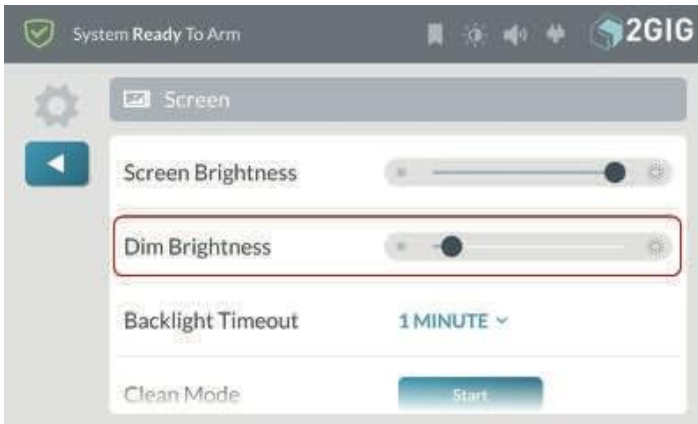 System Ready To Arm
2GIG
Screen
Screen Brightness
Dim Brightness
Backlight Timeout
1 MINUTE
Clean Mode
Start